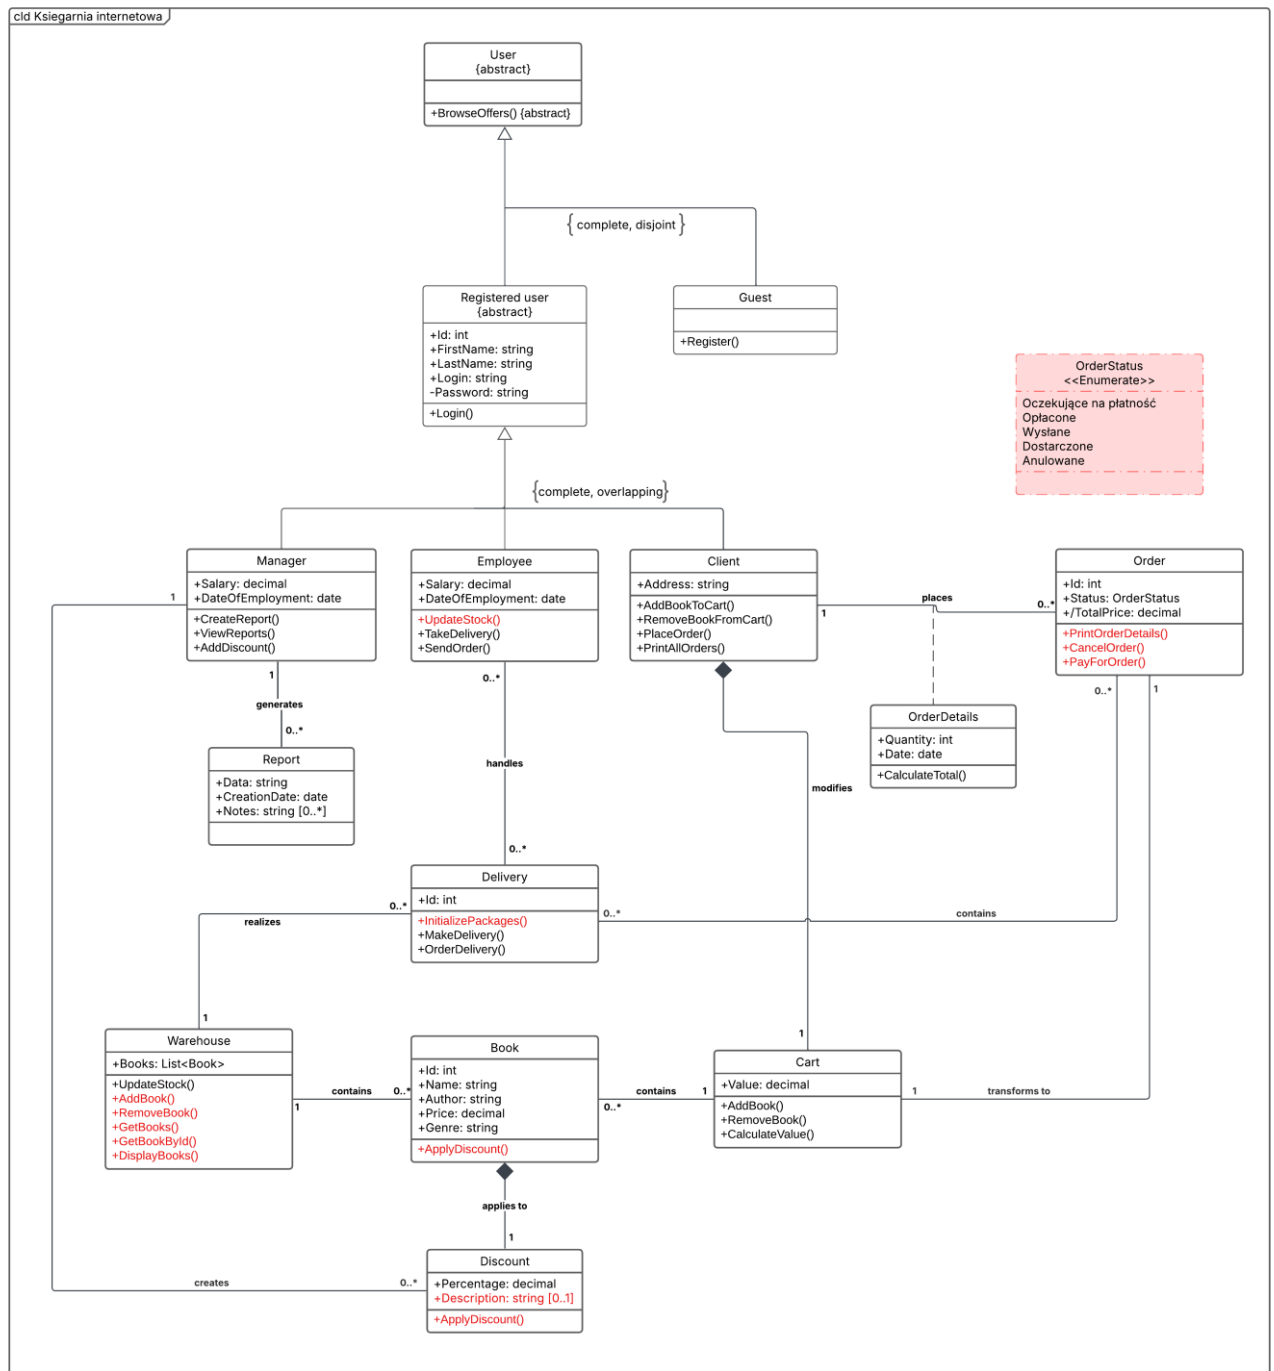 cld Ksiegarnia internetowa
User
{abstract}
+BrowseOffers() {abstract}
{ complete, disjoint }
Registered user
{abstract}
+Id: int
+FirstName: string
+LastName: string
+Login: string
-Password: string
+Login()
Guest
+Register()
OrderStatus
<<Enumerate>>
Oczekujące na płatność
Opłacone
Wysłane
Dostarczone
Anulowane
{complete, overlapping}
Manager
+Salary: decimal
+DateOfEmployment: date
+CreateReport()
+ViewReports()
+AddDiscount()
Employee
+Salary: decimal
+DateOfEmployment: date
+UpdateStock()
+TakeDelivery()
+SendOrder()
Client
+Address: string
+AddBookToCart()
+RemoveBookFromCart()
+PlaceOrder()
+PrintAllOrders()
Order
+Id: int
+Status: OrderStatus
+/TotalPrice: decimal
+PrintOrderDetails()
+CancelOrder()
+PayForOrder()
1
places
1
0..*
1
generates
0..*
0..*
handles
0..*
0..*
1
OrderDetails
+Quantity: int
+Date: date
+CalculateTotal()
Report
+Data: string
+CreationDate: date
+Notes: string [0..*]
modifies
1
Delivery
+Id: int
+InitializePackages()
+MakeDelivery()
+OrderDelivery()
0..*
realizes
1
0..*
contains
Warehouse
+Books: List<Book>
+UpdateStock()
+AddBook()
+RemoveBook()
+GetBooks()
+GetBookById()
+DisplayBooks()
1
contains
0..*
Book
+Id: int
+Name: string
+Author: string
+Price: decimal
+Genre: string
+ApplyDiscount()
0..*
contains
1
Cart
+Value: decimal
+AddBook()
+RemoveBook()
+CalculateValue()
1
transforms to
applies to
1
Discount
+Percentage: decimal
+Description: string [0..1]
+ApplyDiscount()
creates
0..*